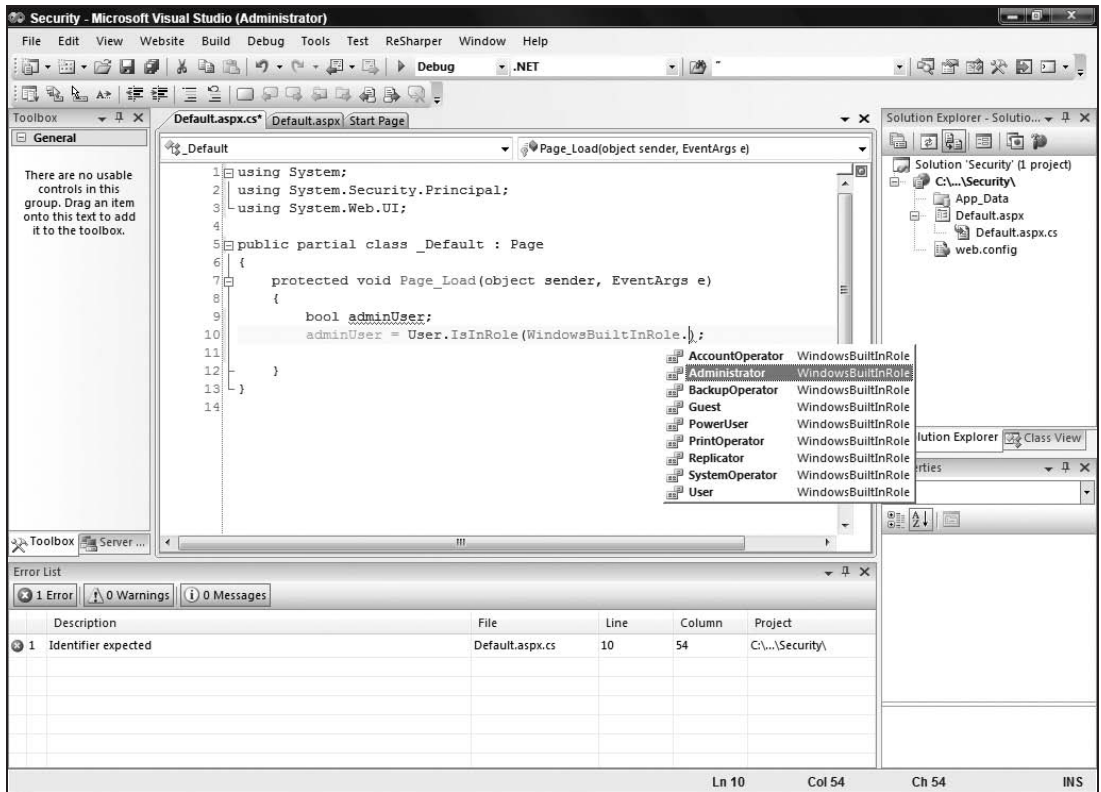 Security - Microsoft Visual Studio (Administrator)
File Edit View Website Build Debug Tools Test ReSharper Window Help
Debug .NET
Toolbox
General
There are no usable
controls in this
group. Drag an item
onto this text to add
it to the toolbox.
Toolbox Server ...
Default.aspx.cs* Default.aspx Start Page
_Default Page_Load(object sender, EventArgs e)
1 using System;
2 using System.Security.Principal;
3 using System.Web.UI;
4
5 public partial class _Default : Page
6 {
7 protected void Page_Load(object sender, EventArgs e)
8 {
9 bool adminUser;
10 adminUser = User.IsInRole(WindowsBuiltInRole.);
11
12 }
13 }
14
AccountOperator WindowsBuiltInRole
Administrator WindowsBuiltInRole
BackupOperator WindowsBuiltInRole
Guest WindowsBuiltInRole
PowerUser WindowsBuiltInRole
PrintOperator WindowsBuiltInRole
Replicator WindowsBuiltInRole
SystemOperator WindowsBuiltInRole
User WindowsBuiltInRole
Solution Explorer - Solutio...
Solution 'Security' (1 project)
C:\...\Security\
App_Data
Default.aspx
Default.aspx.cs
web.config
lution Explorer Class View
erties
Error List
1 Error 0 Warnings 0 Messages
Description File Line Column Project
1 Identifier expected Default.aspx.cs 10 54 C:\...\Security\
Ln 10 Col 54 Ch 54 INS